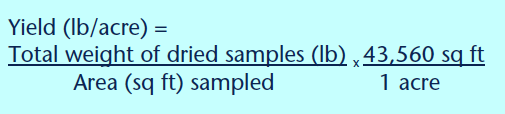 Yield (lb/acre) =
Total weight of dried samples (lb) x 43,560 sq ft
Area (sq ft) sampled 1 acre